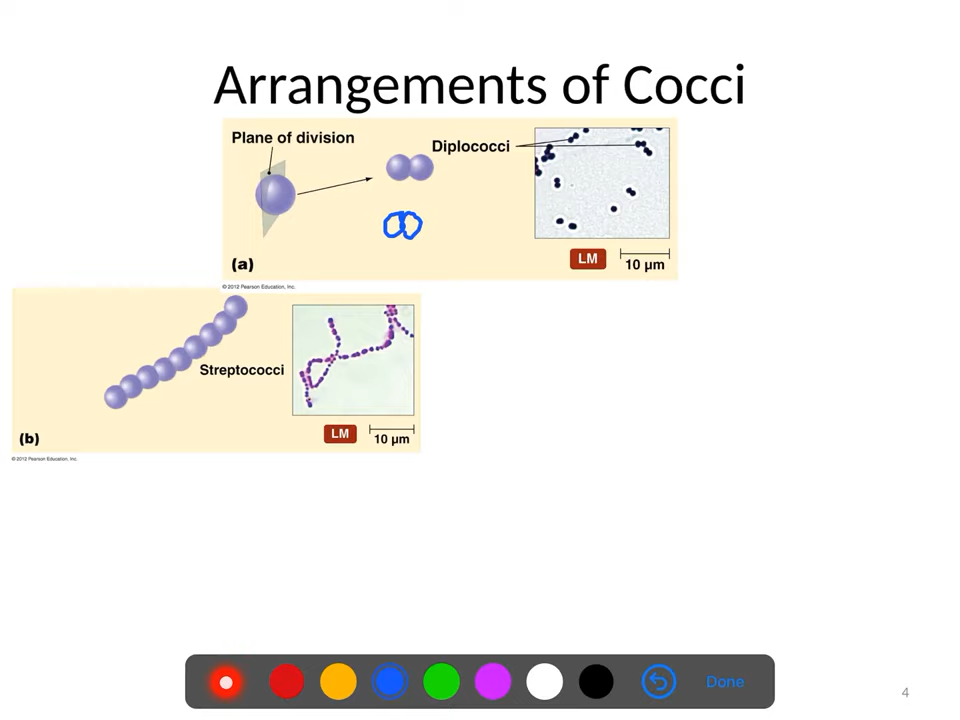 Arrangements of Cocci
Plane of division
Diplococci
(a)
LM
10 µm
© 2012 Pearson Education, Inc.
Streptococci
(b)
LM
10 µm
© 2012 Pearson Education, Inc.
Done
4